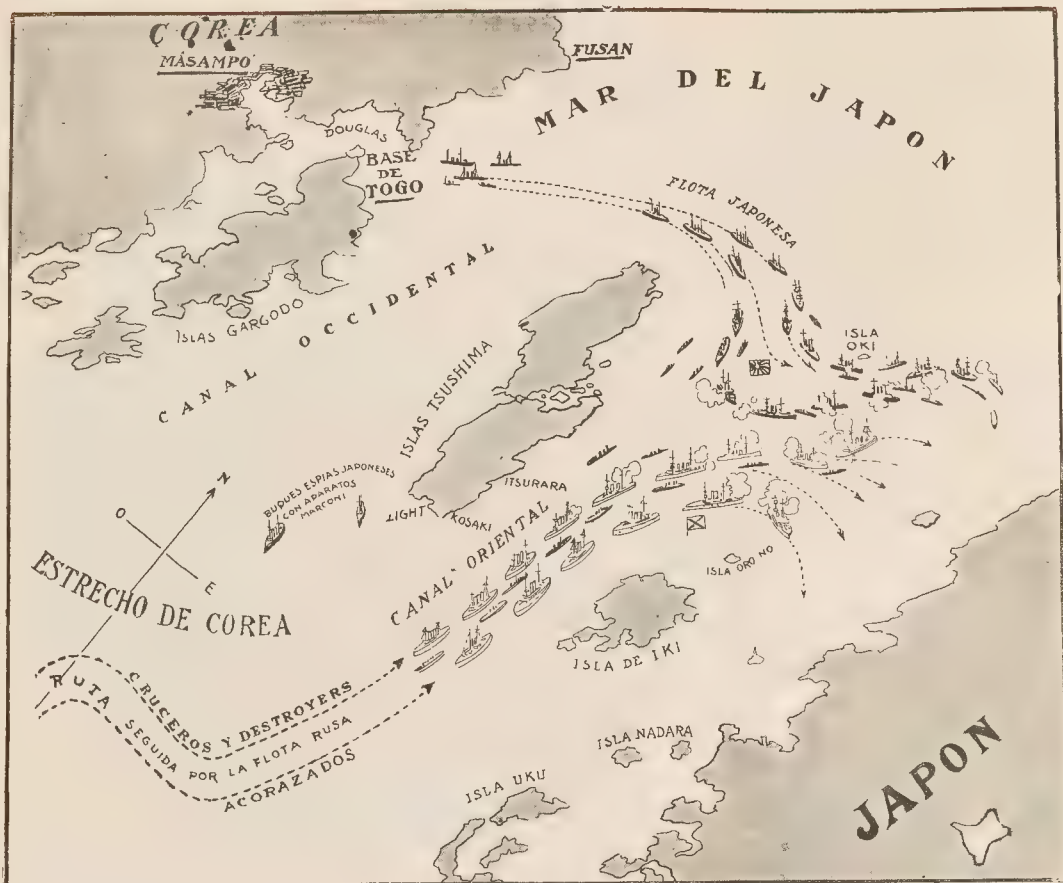 COREA
MÁSAMPO
FUSAN
MAR DEL JAPON
DOUGLAS
BASE
DE
TOGO
FLOTA JAPONESA
ISLAS GARGODO
CANAL OCCIDENTAL
ISLA
OKI
ISLAS TSUSHIMA
BUQUES ESPIAS JAPONESES
CON APARATOS
MARCONI
LIGHT
KOSAKI
ITSURARA
CANAL ORIENTAL
N
O
E
ESTRECHO DE COREA
ISLA ORO NO
ISLA DE IKI
CRUCEROS Y DESTROYERS
RUTA SEGUIDA POR LA FLOTA RUSA
ACORAZADOS
ISLA NADARA
ISLA UKU
JAPON